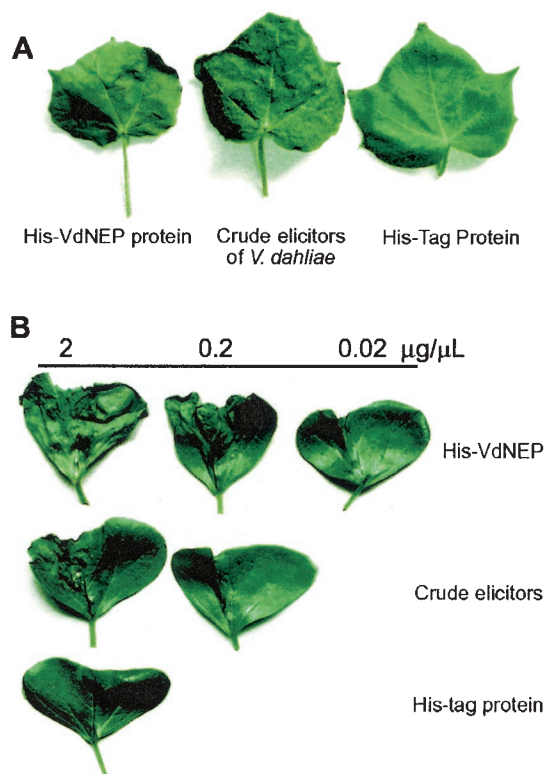 A
His-VdNEP protein
Crude elicitors
of V. dahliae
His-Tag Protein
B
2 0.2 0.02 μg/μL
His-VdNEP
Crude elicitors
His-tag protein